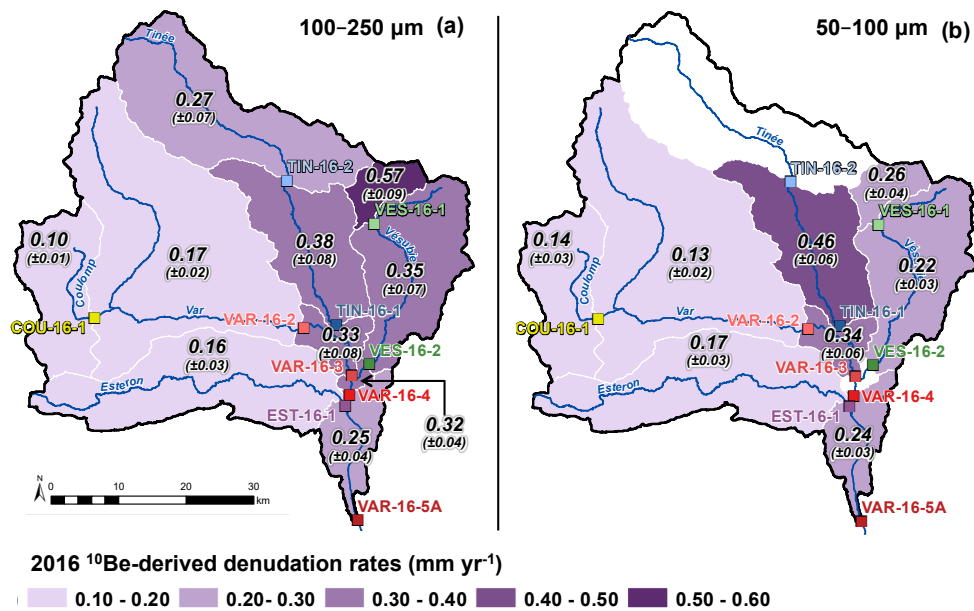 100–250 µm (a)
Tinée
0.27
(±0.07)
TIN-16-2
0.57
(±0.09)
VES-16-1
0.10
(±0.01)
Coulomp
0.17
(±0.02)
0.38
(±0.08)
Vésubie
0.35
(±0.07)
COU-16-1
Var
VAR-16-2
TIN-16-1
0.33
(±0.08)
0.16
(±0.03)
VES-16-2
VAR-16-3
Esteron
VAR-16-4
EST-16-1
0.32
(±0.04)
0.25
(±0.04)
N
0 10 20 30
km
VAR-16-5A
50–100 µm (b)
Tinée
TIN-16-2
0.26
(±0.04)
VES-16-1
0.14
(±0.03)
Coulomp
0.13
(±0.02)
0.46
(±0.06)
0.22
(±0.03)
COU-16-1
Var
VAR-16-2
TIN-16-1
0.34
(±0.06)
0.17
(±0.03)
VES-16-2
VAR-16-3
Esteron
VAR-16-4
EST-16-1
0.24
(±0.03)
VAR-16-5A
2016 ¹⁰Be-derived denudation rates (mm yr⁻¹)
0.10 - 0.20 0.20- 0.30 0.30 - 0.40 0.40 - 0.50 0.50 - 0.60